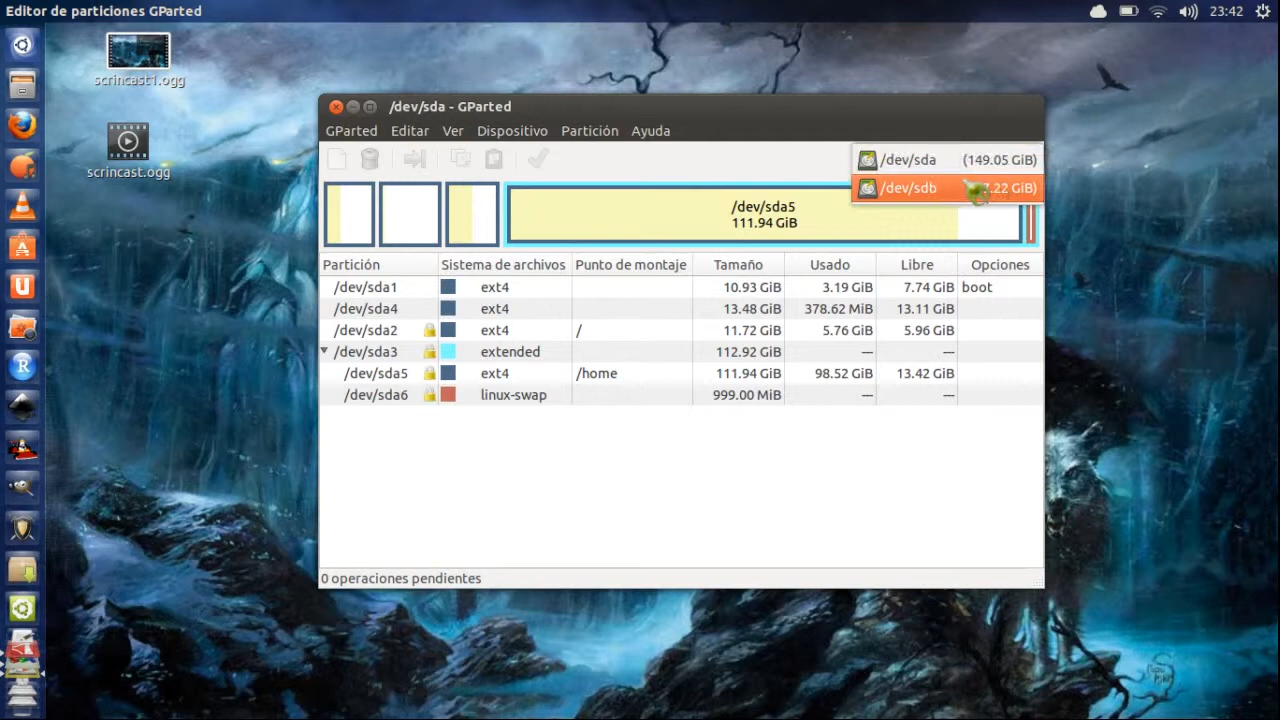 Editor de particiones GParted
23:42
scrincast1.ogg
scrincast.ogg
/dev/sda - GParted
GParted Editar Ver Dispositivo Partición Ayuda
/dev/sda (149.05 GiB)
/dev/sdb .22 GiB)
/dev/sda5
111.94 GiB
Partición Sistema de archivos Punto de montaje Tamaño Usado Libre Opciones
/dev/sda1 ext4 10.93 GiB 3.19 GiB 7.74 GiB boot
/dev/sda4 ext4 13.48 GiB 378.62 MiB 13.11 GiB
/dev/sda2 ext4 / 11.72 GiB 5.76 GiB 5.96 GiB
/dev/sda3 extended 112.92 GiB --- ---
/dev/sda5 ext4 /home 111.94 GiB 98.52 GiB 13.42 GiB
/dev/sda6 linux-swap 999.00 MiB --- ---
0 operaciones pendientes